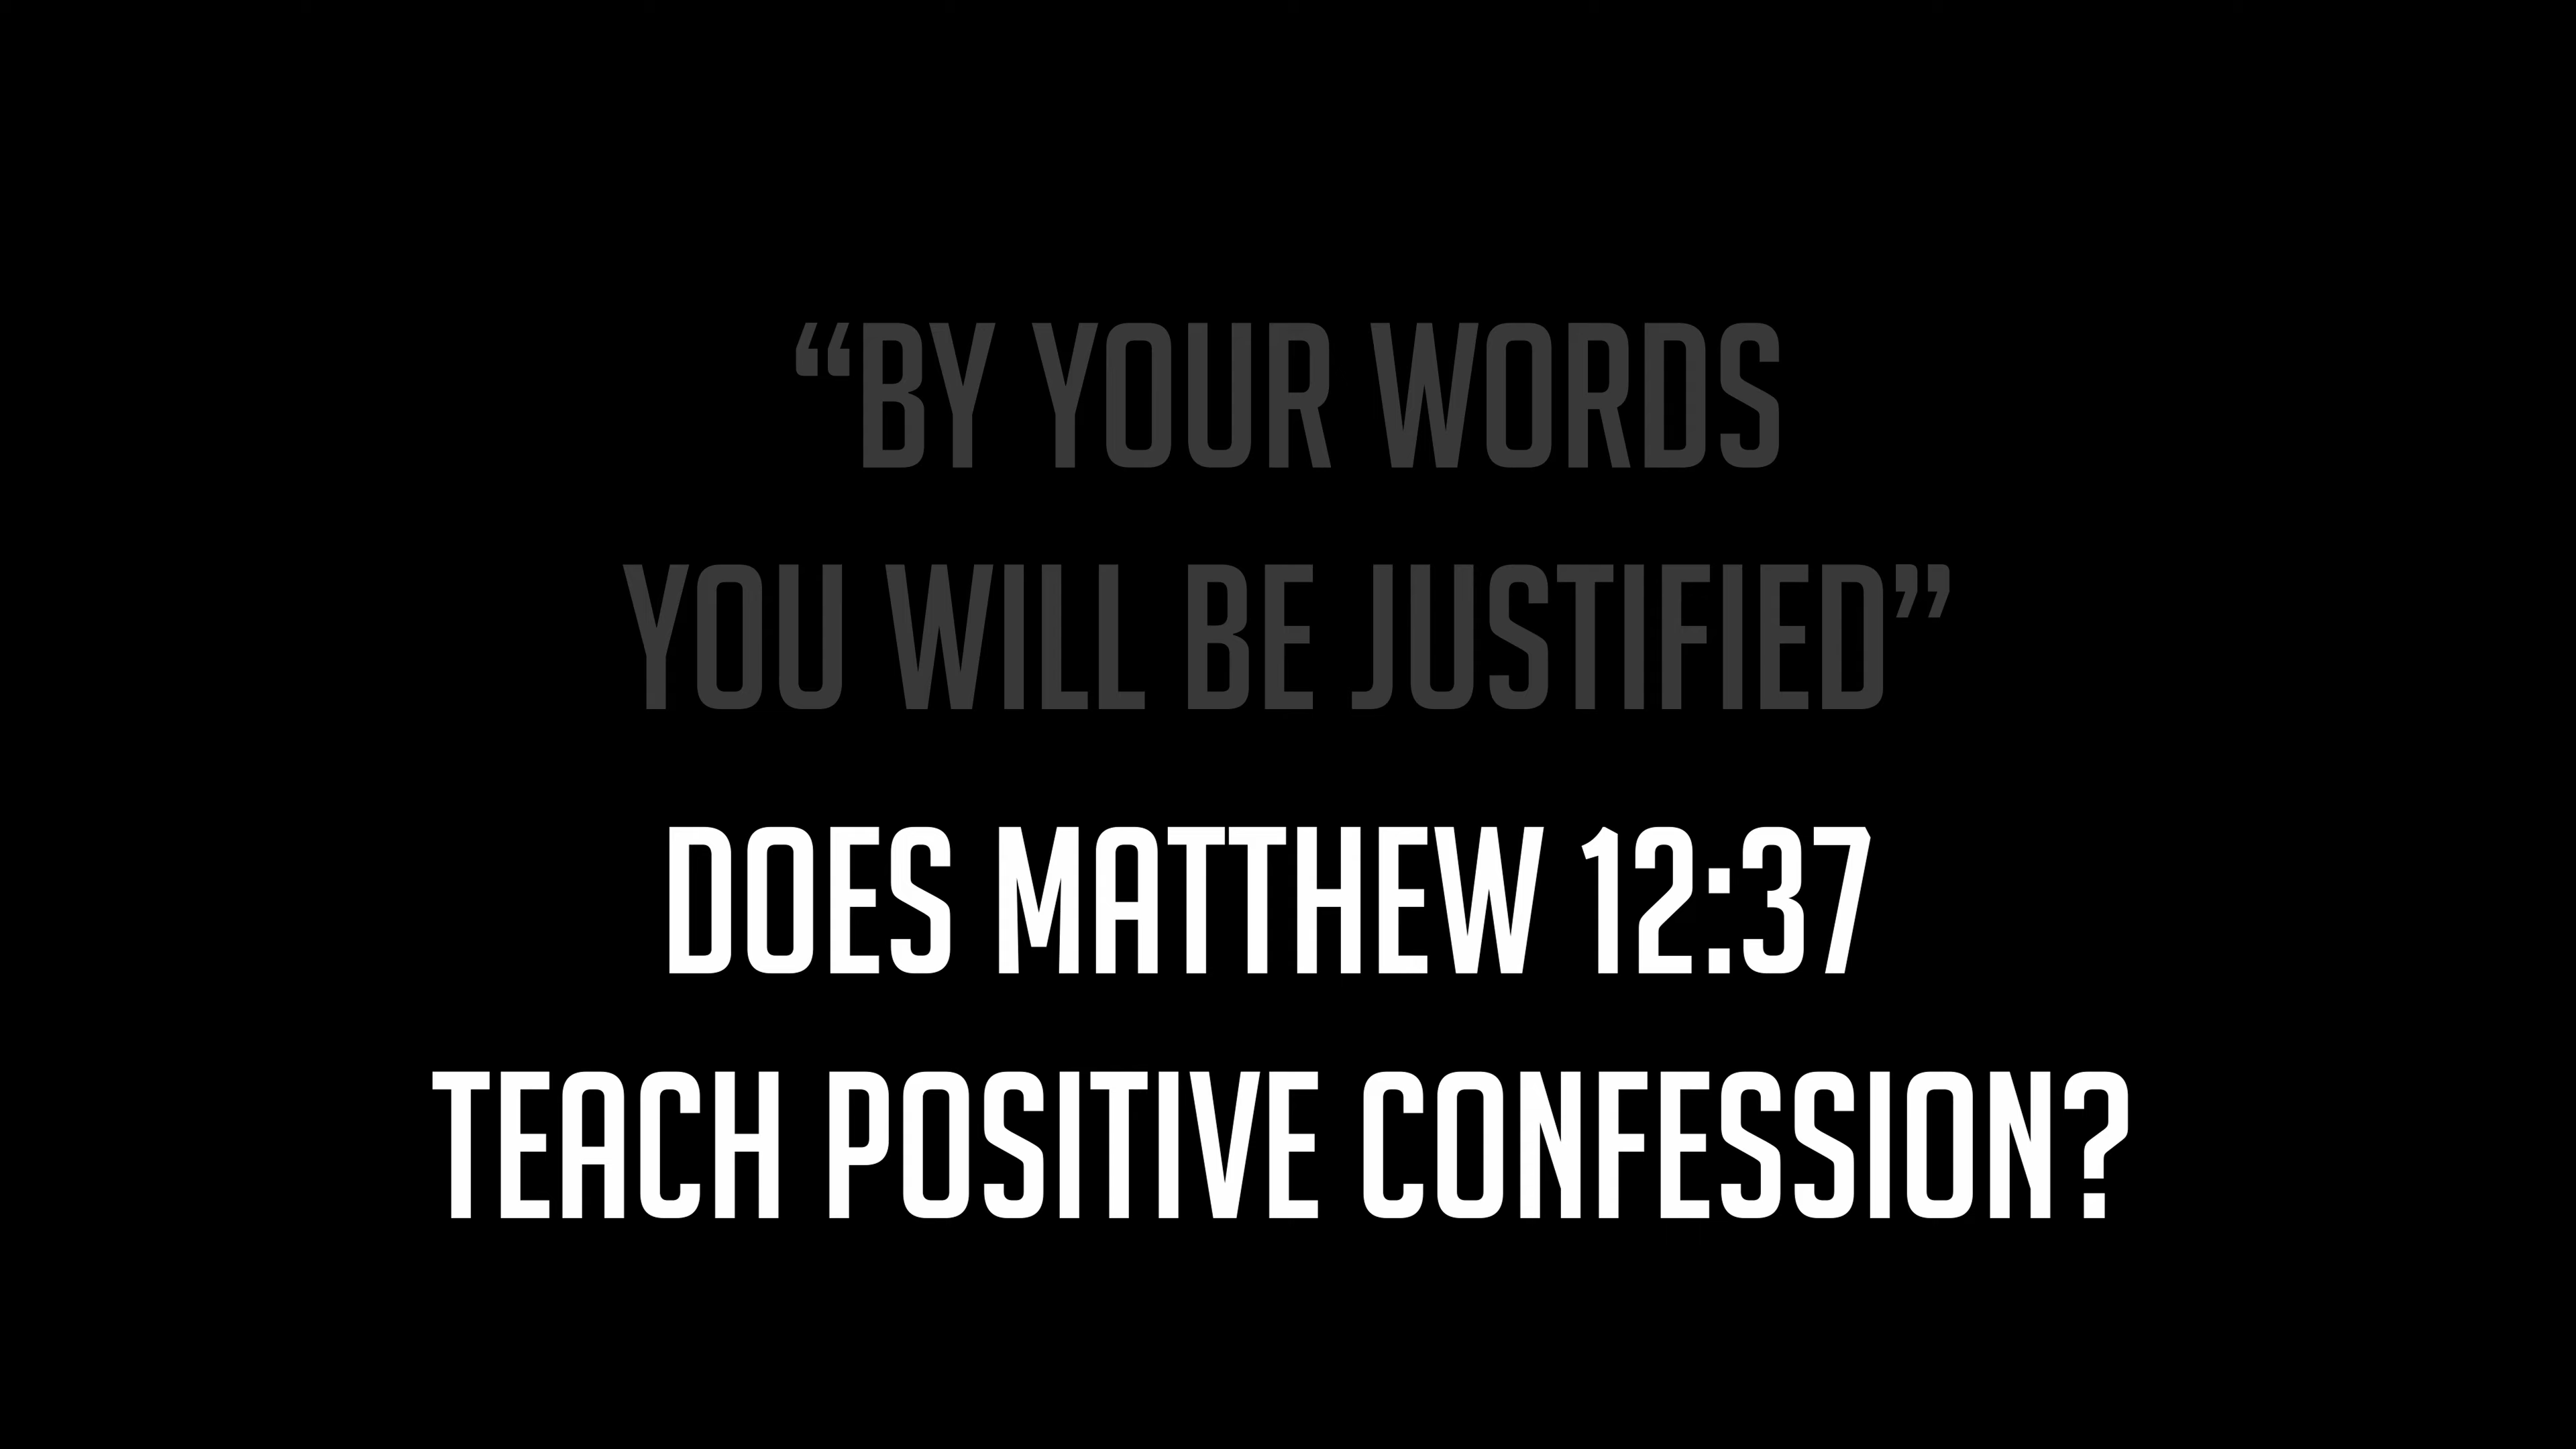 “BY YOUR WORDS
YOU WILL BE JUSTIFIED”
DOES MATTHEW 12:37
TEACH POSITIVE CONFESSION?